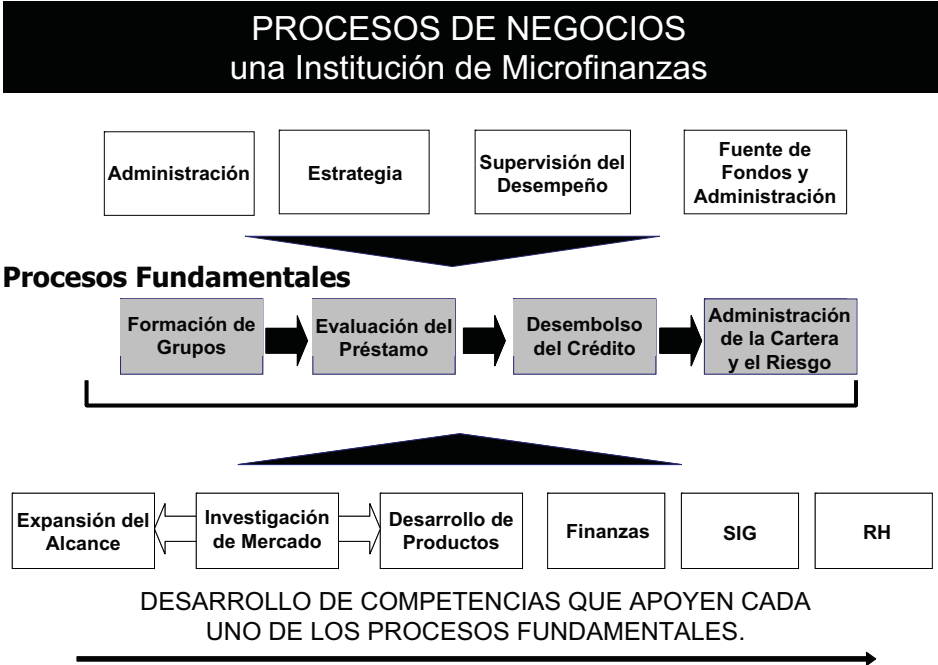 PROCESOS DE NEGOCIOS
una Institución de Microfinanzas
Administración
Estrategia
Supervisión del
Desempeño
Fuente de
Fondos y
Administración
Procesos Fundamentales
Formación de
Grupos
Evaluación del
Préstamo
Desembolso
del Crédito
Administración
de la Cartera
y el Riesgo
Expansión del
Alcance
Investigación
de Mercado
Desarrollo de
Productos
Finanzas
SIG
RH
DESARROLLO DE COMPETENCIAS QUE APOYEN CADA
UNO DE LOS PROCESOS FUNDAMENTALES.